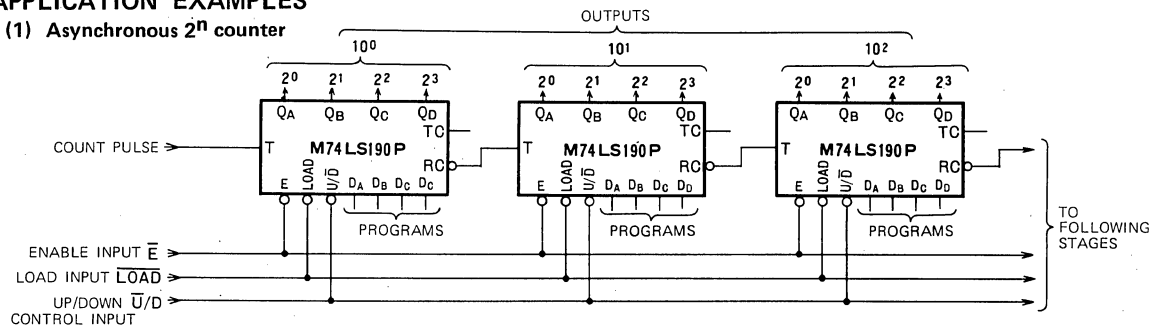 APPLICATION EXAMPLES
(1) Asynchronous 2ⁿ counter
OUTPUTS
10⁰ 10¹ 10²
2⁰ 2¹ 2² 2³ 2⁰ 2¹ 2² 2³ 2⁰ 2¹ 2² 2³
QA QB QC QD QA QB QC QD QA QB QC QD
TC TC TC
COUNT PULSE T M74LS190P T M74LS190P T M74LS190P
RC RC RC
E LOAD U/D̅ DA DB DC DC E LOAD U/D̅ DA DB DC DD E LOAD U/D̅ DA DB DC DD
PROGRAMS PROGRAMS PROGRAMS
TO
FOLLOWING
STAGES
ENABLE INPUT E̅
LOAD INPUT L̅O̅A̅D̅
UP/DOWN U̅/D
CONTROL INPUT